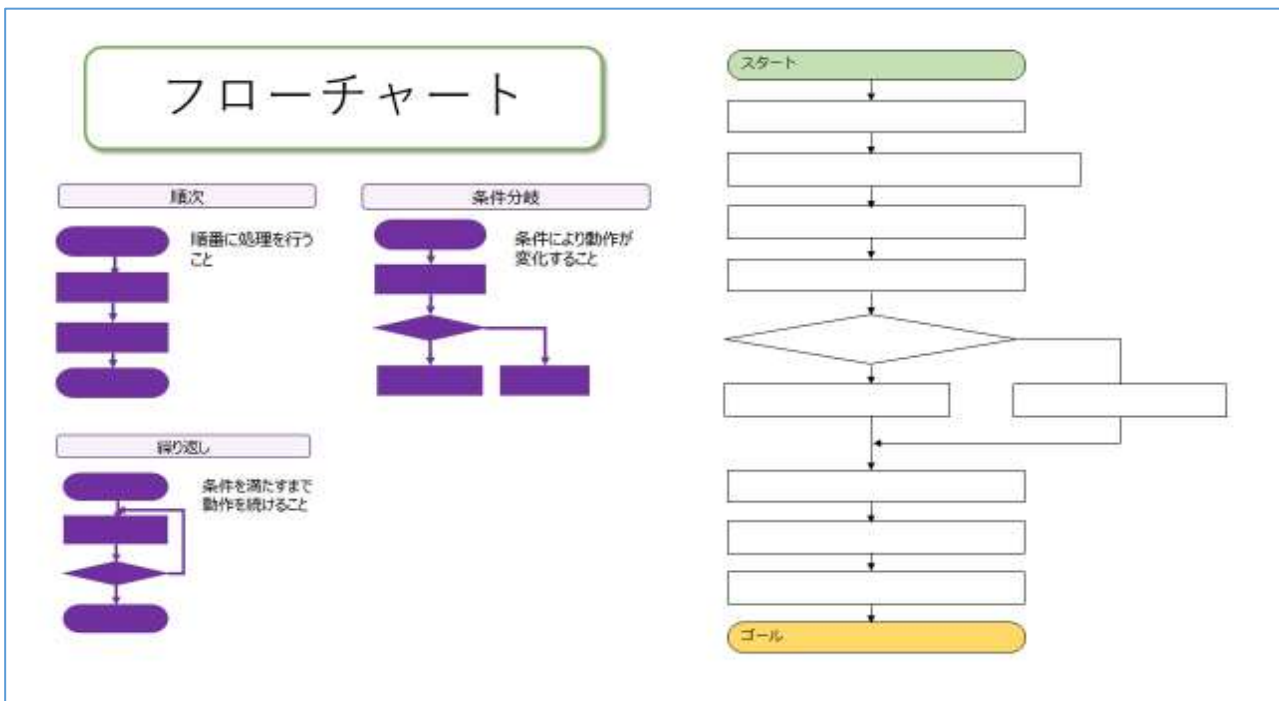 フローチャート
順次
順番に処理を行う
こと
条件分岐
条件により動作が
変化すること
繰り返し
条件を満たすまで
動作を続けること
スタート
ゴール